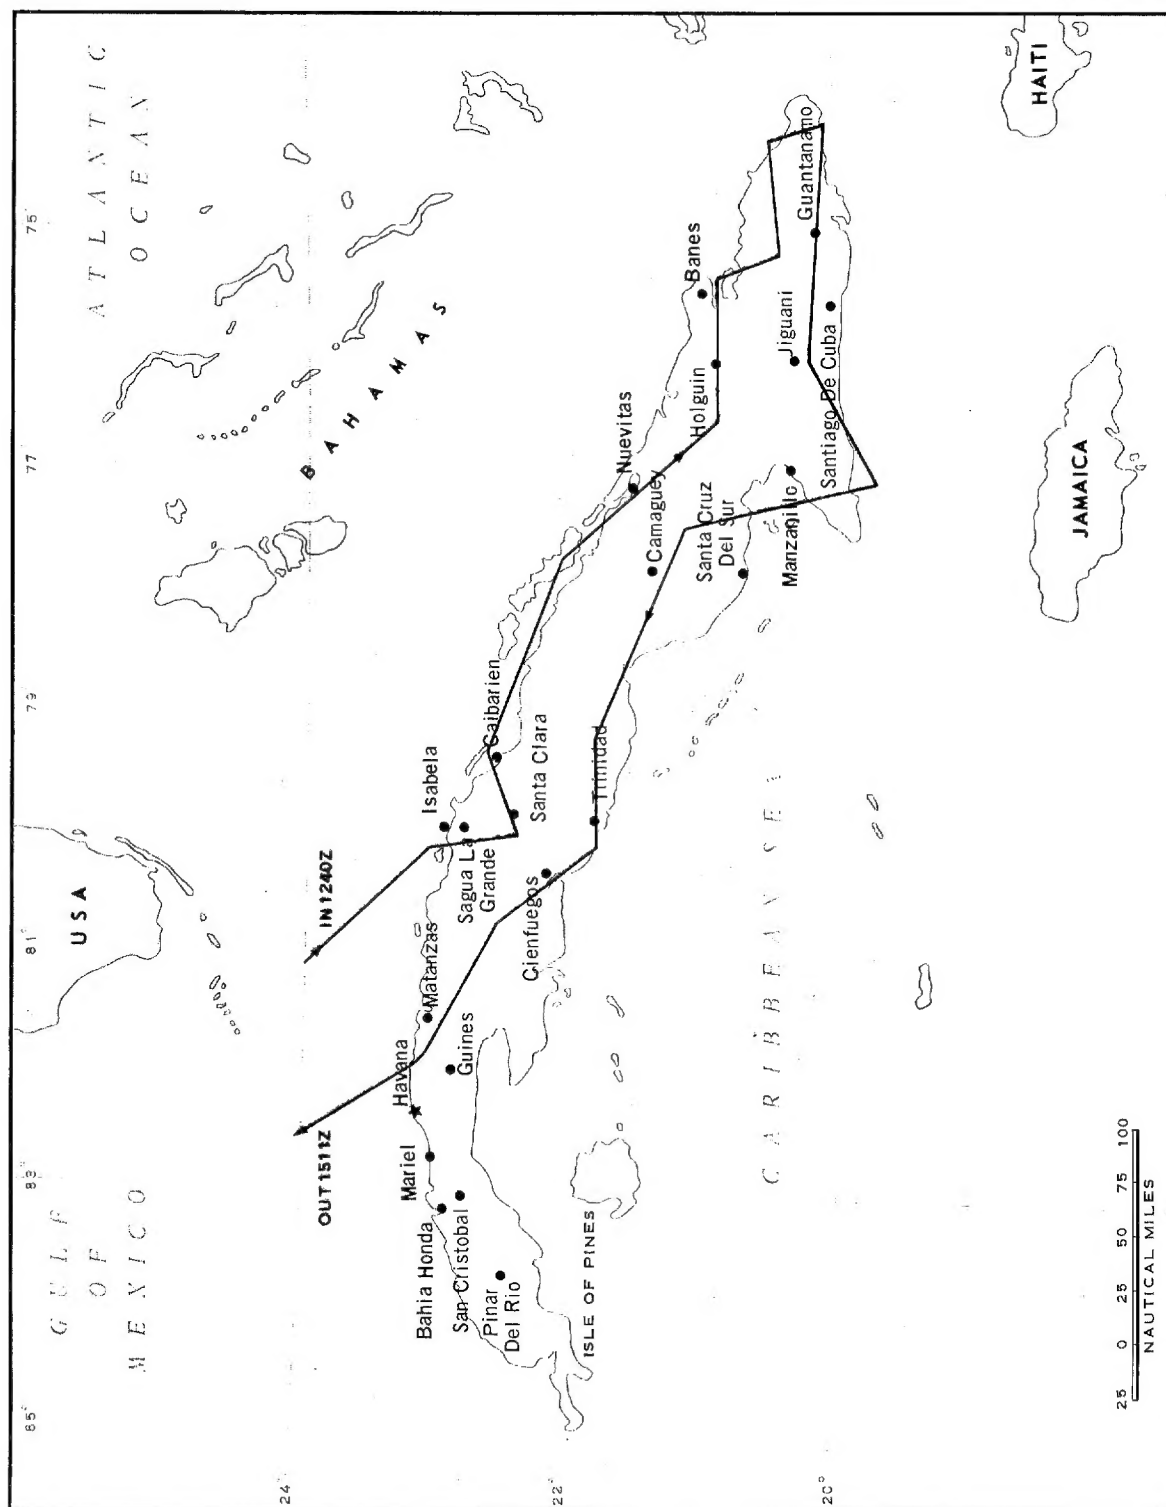 GULF
OF
MEXICO
USA
ATLANTIC
OCEAN
BAHAMAS
85°
83°
81°
79°
77°
75°
24°
22°
20°
OUT 1511Z
IN 1240Z
Havana
Matanzas
Mariel
Guines
Bahia Honda
San Cristobal
Pinar
Del Rio
ISLE OF PINES
Isabela
Sagua La
Grande
Santa Clara
Caibarien
Cienfuegos
Trinidad
Nuevitas
Camaguey
Santa Cruz
Del Sur
Holguin
Banes
Manzanillo
Jiguani
Santiago De Cuba
Guantanamo
CARIBBEAN SEA
JAMAICA
HAITI
25 0 25 50 75 100
NAUTICAL MILES